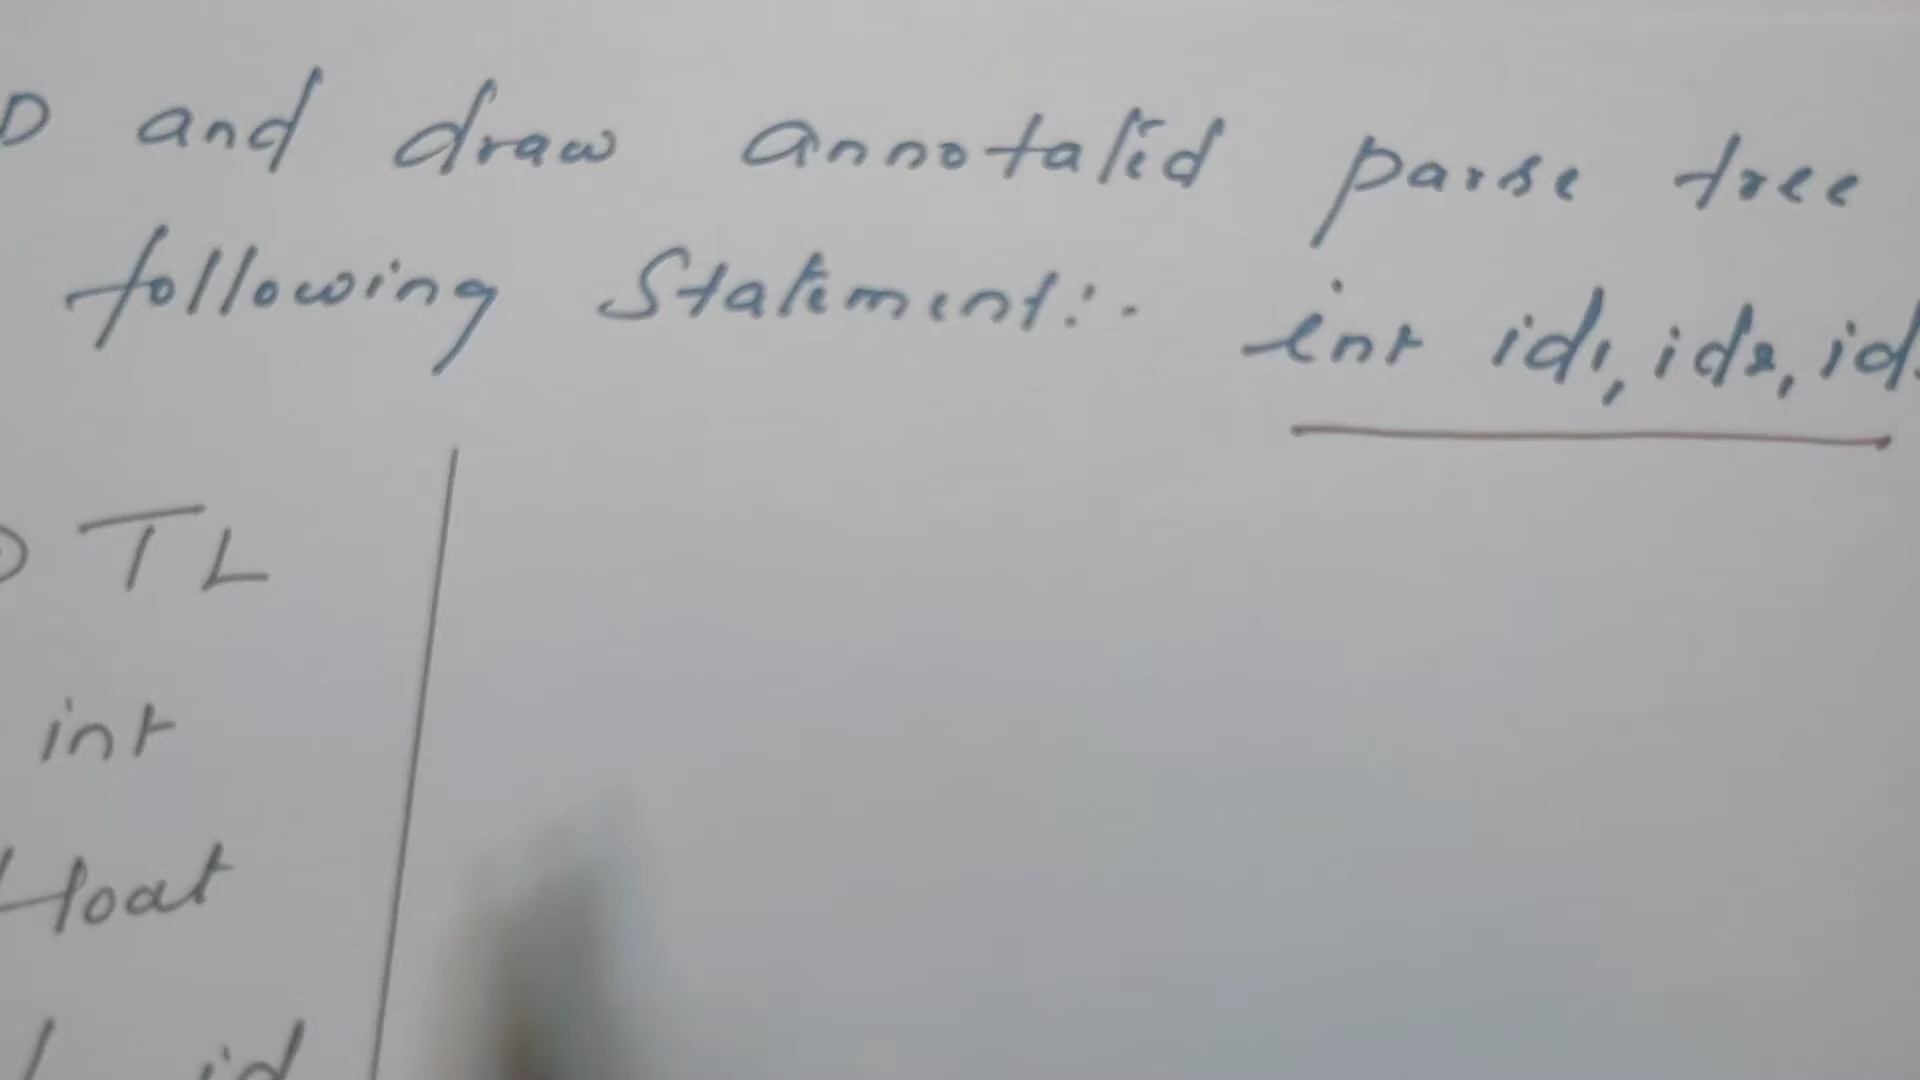 D and draw annotated parse tree
following Statement:- int id1, id2, id
TL
int
float
id